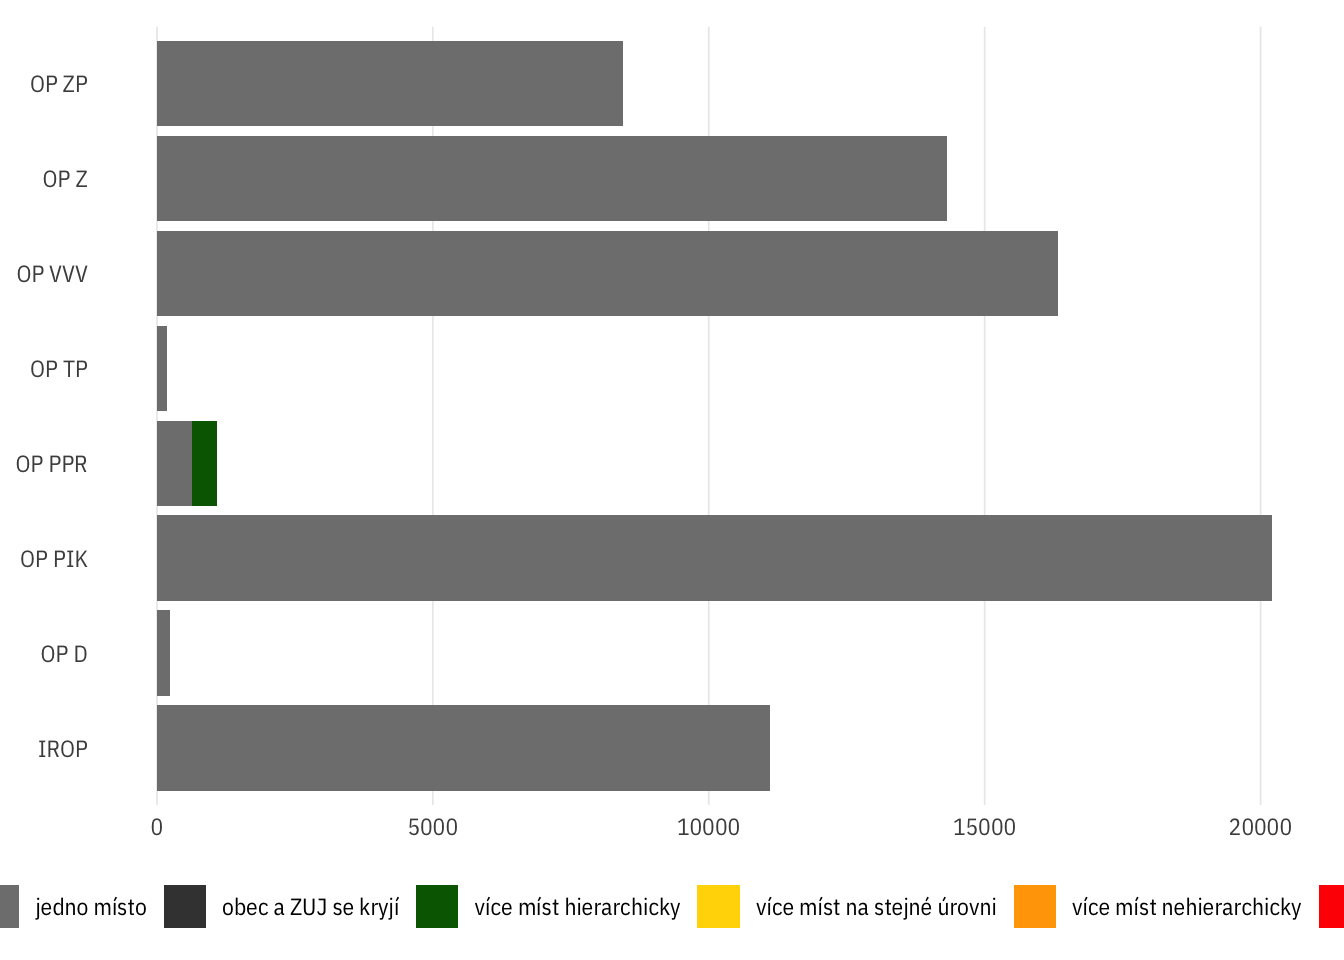 OP ZP
OP Z
OP VVV
OP TP
OP PPR
OP PIK
OP D
IROP
0 5000 10000 15000 20000
jedno místo obec a ZUJ se kryjí více míst hierarchicky více míst na stejné úrovni více míst nehierarchicky